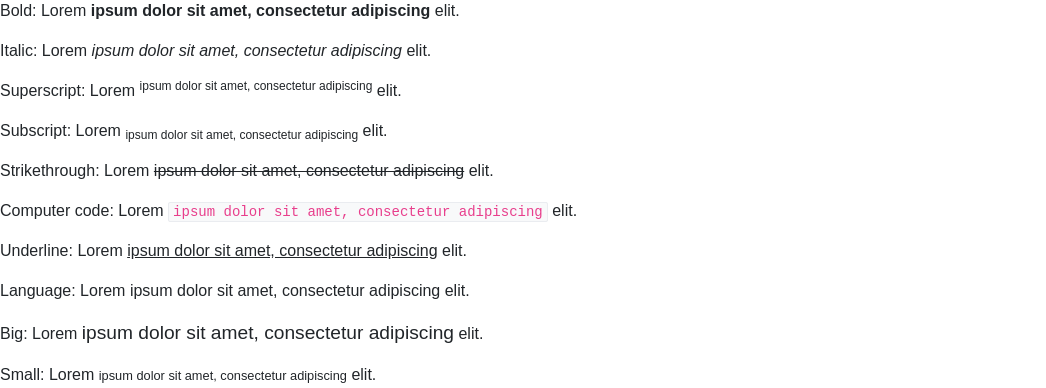 Bold: Lorem ipsum dolor sit amet, consectetur adipiscing elit.
Italic: Lorem ipsum dolor sit amet, consectetur adipiscing elit.
Superscript: Lorem ipsum dolor sit amet, consectetur adipiscing elit.
Subscript: Lorem ipsum dolor sit amet, consectetur adipiscing elit.
Strikethrough: Lorem ipsum dolor sit amet, consectetur adipiscing elit.
Computer code: Lorem ipsum dolor sit amet, consectetur adipiscing elit.
Underline: Lorem ipsum dolor sit amet, consectetur adipiscing elit.
Language: Lorem ipsum dolor sit amet, consectetur adipiscing elit.
Big: Lorem ipsum dolor sit amet, consectetur adipiscing elit.
Small: Lorem ipsum dolor sit amet, consectetur adipiscing elit.